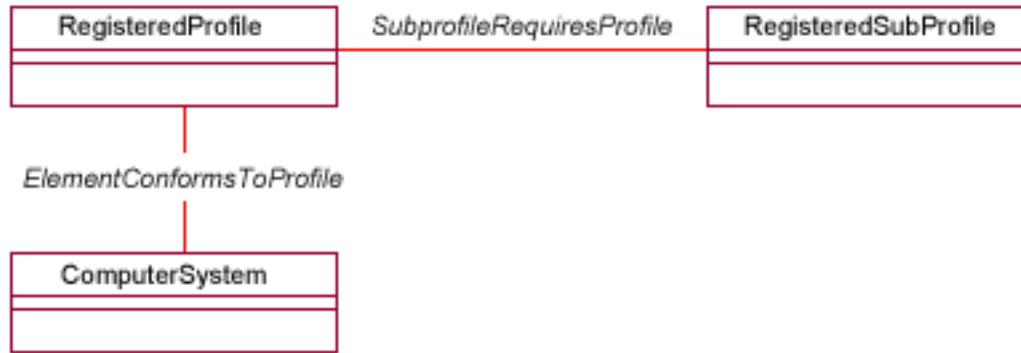 RegisteredProfile
SubprofileRequiresProfile
RegisteredSubProfile
ElementConformsToProfile
ComputerSystem